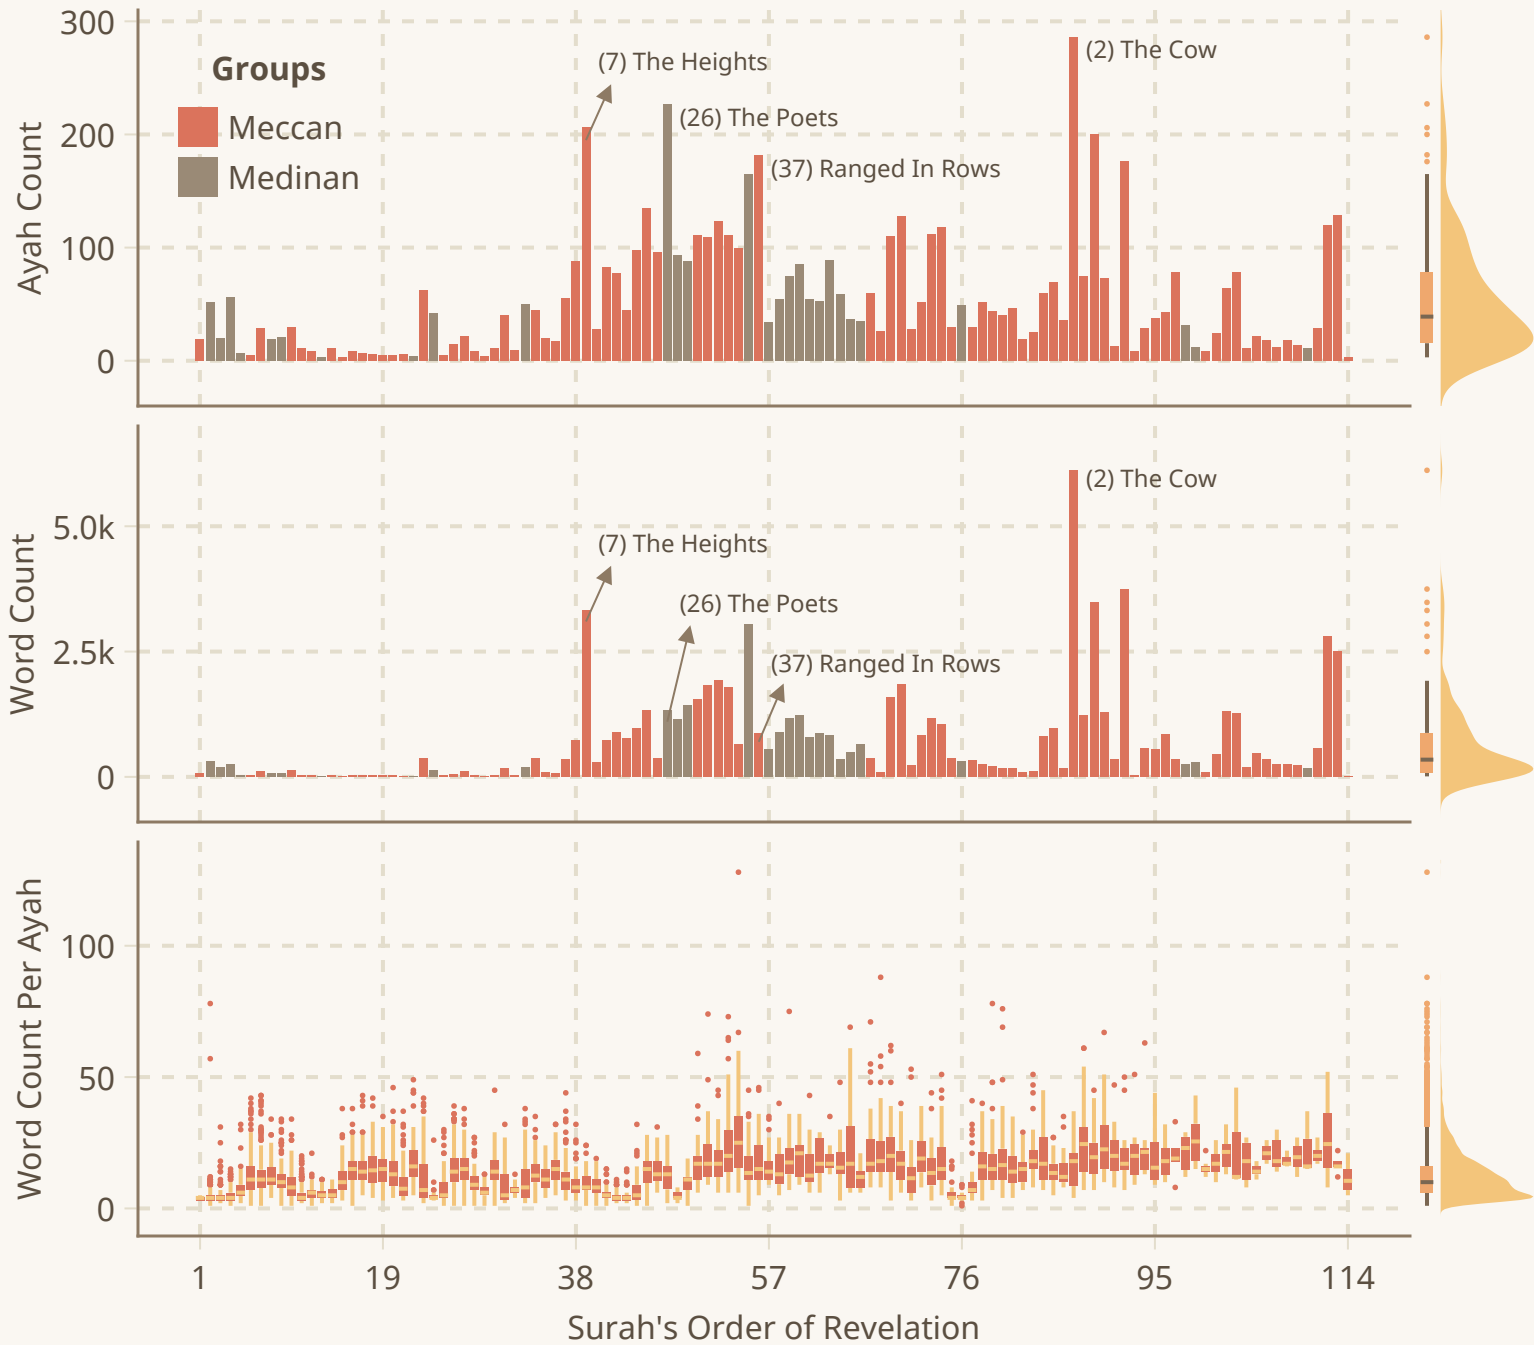 300
200
100
0
Ayah Count
Groups
Meccan
Medinan
(7) The Heights
(26) The Poets
(37) Ranged In Rows
(2) The Cow
5.0k
2.5k
0
Word Count
(7) The Heights
(26) The Poets
(37) Ranged In Rows
(2) The Cow
100
50
0
Word Count Per Ayah
1 19 38 57 76 95 114
Surah's Order of Revelation